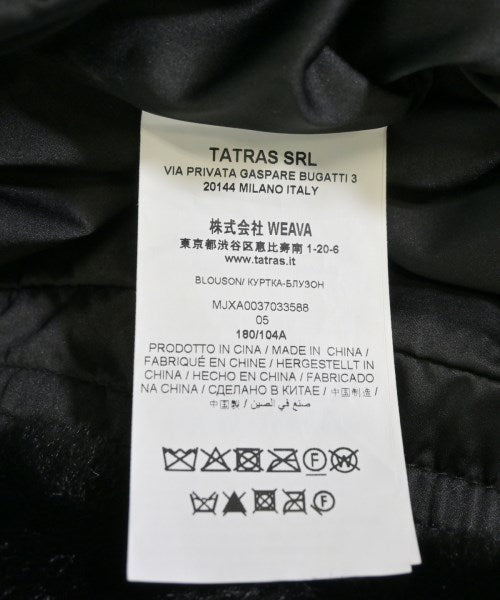 TATRAS SRL
VIA PRIVATA GASPARE BUGATTI 3
20144 MILANO ITALY
株式会社 WEAVA
東京都渋谷区恵比寿南 1-20-6
www.tatras.it
BLOUSON/ КУРТКА-БЛУЗОН
MJXA0037033588
05
180/104A
PRODOTTO IN CINA / MADE IN CHINA /
FABRIQUÉ EN CHINE / HERGESTELLT IN
CHINA / HECHO EN CHINA / FABRICADO
NA CHINA / СДЕЛАНО В КИТАЕ / 中国制造 /
中国製 / صنع في الصين /
F W
F